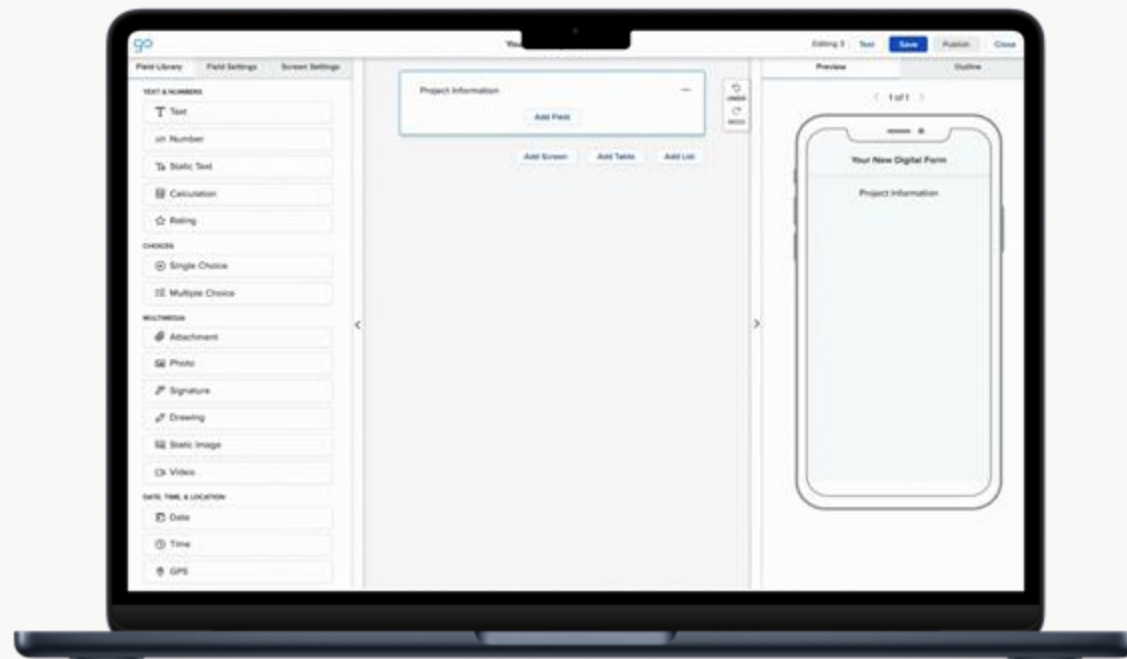 go
You
Editing 3
Test
Save
Publish
Close
Field Library
Field Settings
Screen Settings
TEXT & NUMBERS
Text
Number
Static Text
Calculation
Rating
CHOICES
Single Choice
Multiple Choice
MULTIMEDIA
Attachment
Photo
Signature
Drawing
Static Image
Video
DATE, TIME, & LOCATION
Date
Time
GPS
Project Information
Add Field
Add Screen
Add Table
Add List
UNDO
REDO
Preview
Outline
1 of 1
Your New Digital Form
Project Information